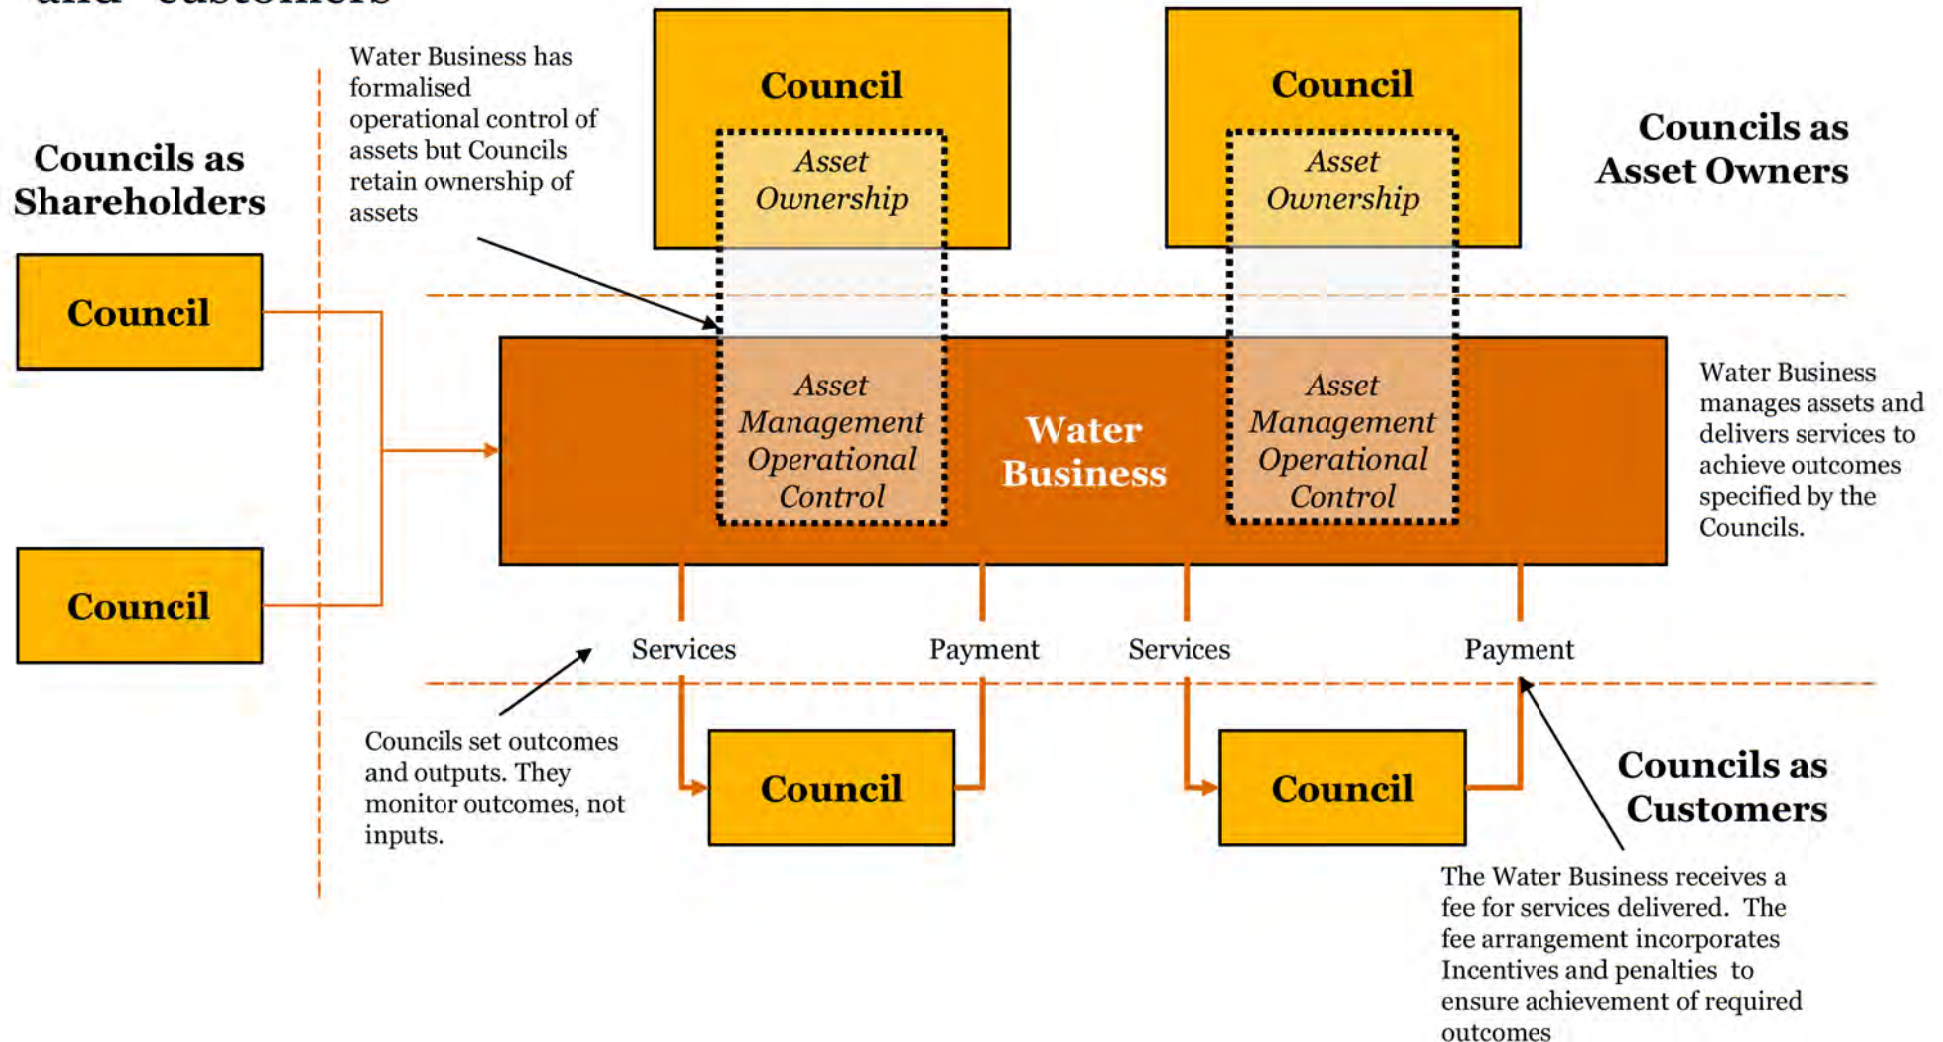 and customers
Water Business has
formalised
operational control of
assets but Councils
retain ownership of
assets
Council
Asset
Ownership
Council
Asset
Ownership
Councils as
Asset Owners
Councils as
Shareholders
Council
Council
Asset
Management
Operational
Control
Water
Business
Asset
Management
Operational
Control
Water Business
manages assets and
delivers services to
achieve outcomes
specified by the
Councils.
Services
Payment
Services
Payment
Councils set outcomes
and outputs. They
monitor outcomes, not
inputs.
Council
Council
Councils as
Customers
The Water Business receives a
fee for services delivered.  The
fee arrangement incorporates
Incentives and penalties  to
ensure achievement of required
outcomes